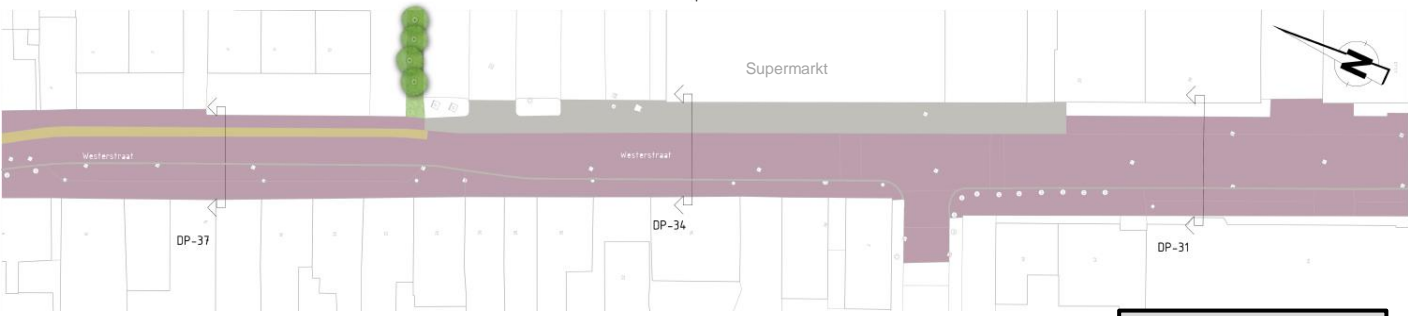 Supermarkt
N
Westerstraat
Westerstraat
DP-37
DP-34
DP-31